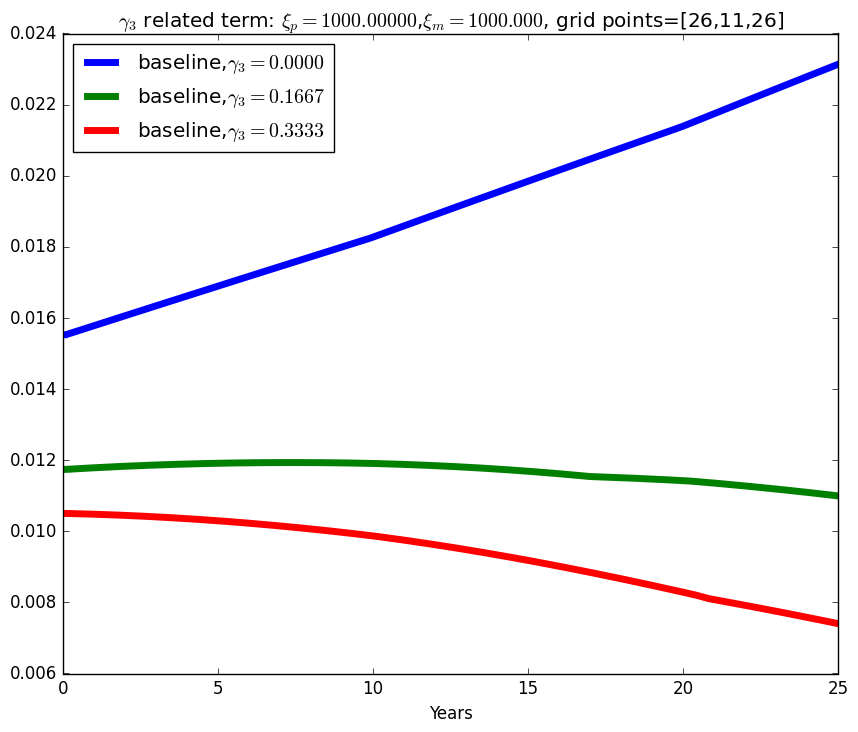 γ₃ related term: ξₚ = 1000.00000,ξₘ = 1000.000, grid points=[26,11,26]
0.024
baseline,γ₃ = 0.0000
baseline,γ₃ = 0.1667
baseline,γ₃ = 0.3333
0.022
0.020
0.018
0.016
0.014
0.012
0.010
0.008
0.006
0 5 10 15 20 25
Years